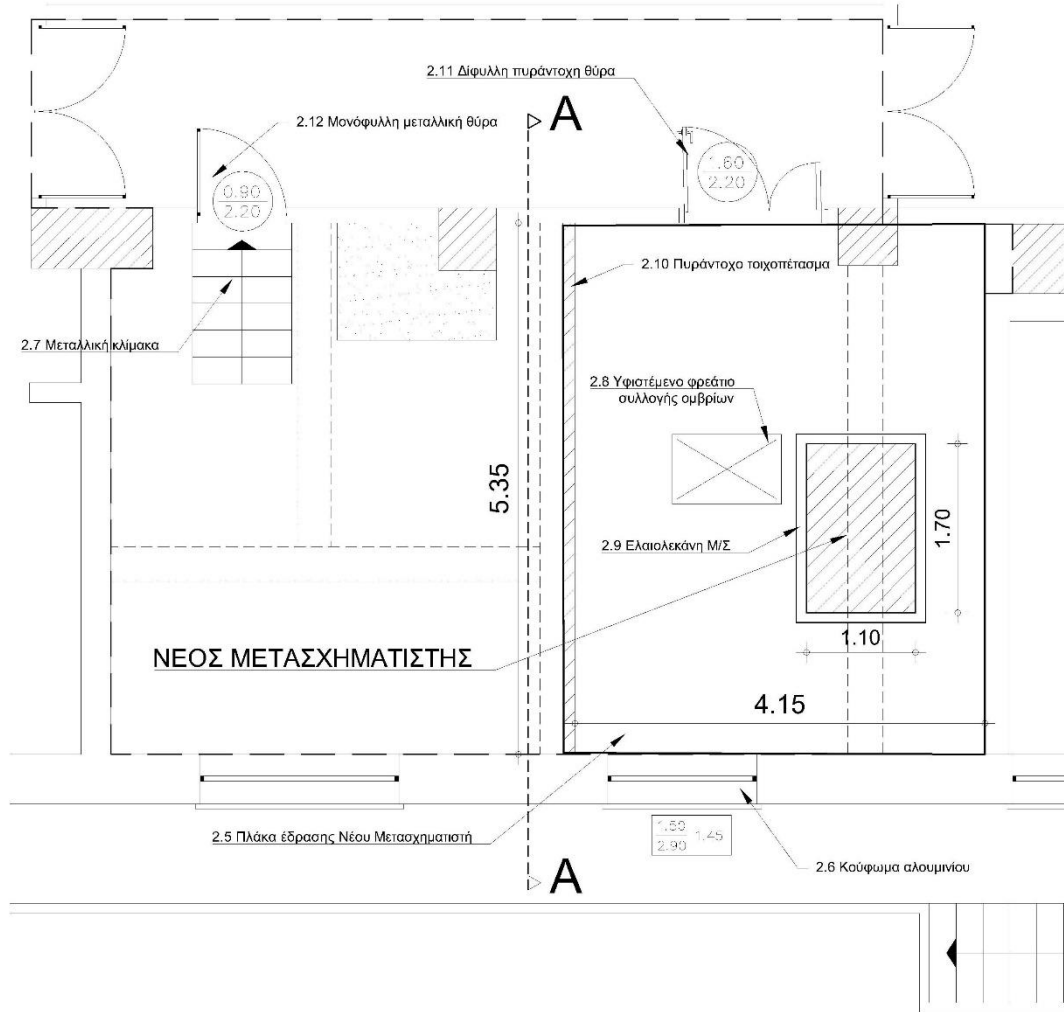 2.11 Δίφυλλη πυράντοχη θύρα
A
2.12 Μονόφυλλη μεταλλική θύρα
0.90
2.20
1.60
2.20
2.10 Πυράντοχο τοιχοπέτασμα
2.7 Μεταλλική κλίμακα
2.8 Υφιστέμενο φρεάτιο
συλλογής ομβρίων
5.35
1.70
2.9 Ελαιολεκάνη Μ/Σ
1.10
ΝΕΟΣ ΜΕΤΑΣΧΗΜΑΤΙΣΤΗΣ
4.15
2.5 Πλάκα έδρασης Νέου Μετασχηματιστή
1.50
2.90
1.45
2.6 Κούφωμα αλουμινίου
A